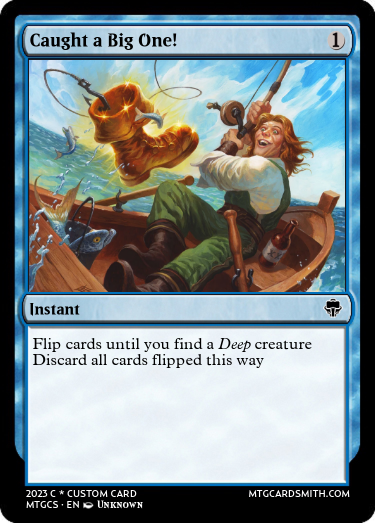 Caught a Big One! 1
Instant
Flip cards until you find a Deep creature
Discard all cards flipped this way
2023 C * CUSTOM CARD
MTGCS · EN Unknown
MTGCARDSMITH.COM